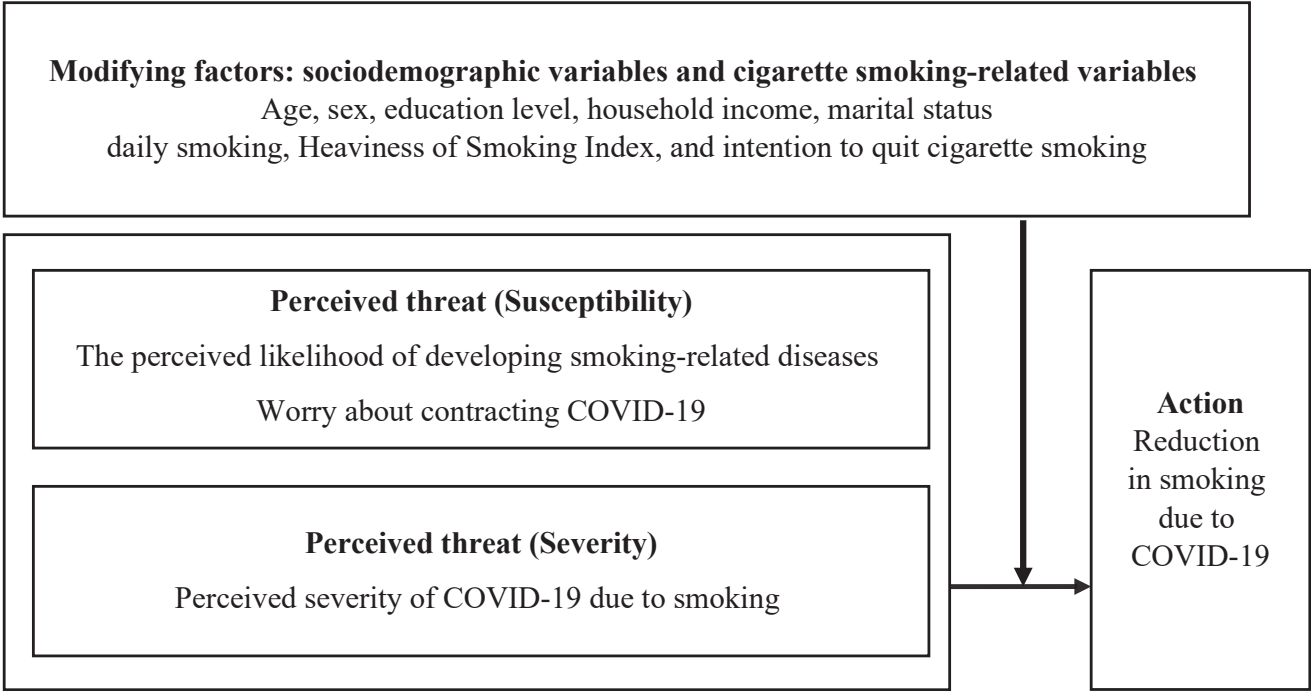 Modifying factors: sociodemographic variables and cigarette smoking-related variables
Age, sex, education level, household income, marital status
daily smoking, Heaviness of Smoking Index, and intention to quit cigarette smoking
Perceived threat (Susceptibility)
The perceived likelihood of developing smoking-related diseases
Worry about contracting COVID-19
Perceived threat (Severity)
Perceived severity of COVID-19 due to smoking
Action
Reduction
in smoking
due to
COVID-19